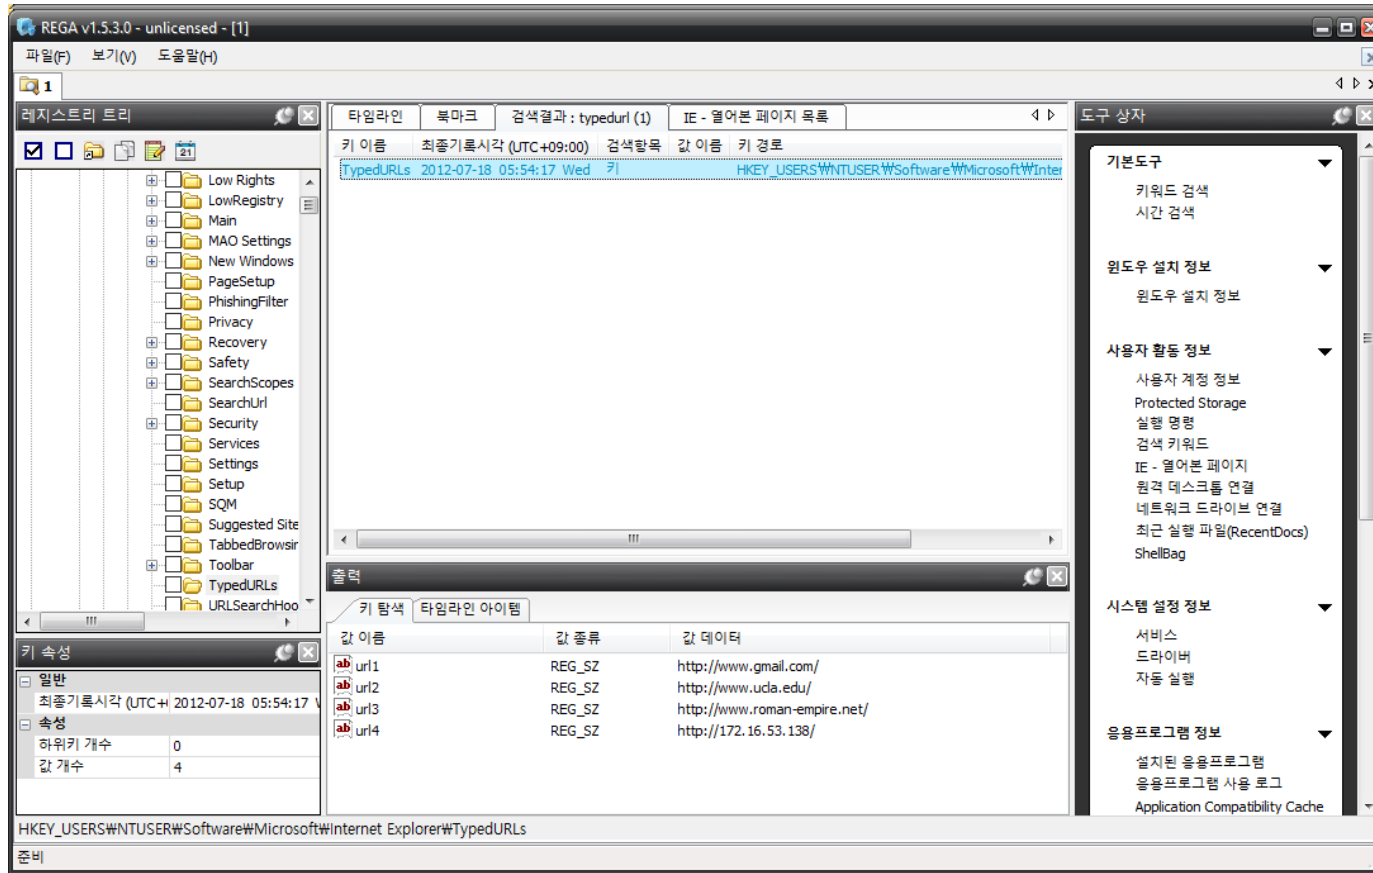 REGA v1.5.3.0 - unlicensed - [1]
파일(F) 보기(V) 도움말(H)
1
레지스트리 트리
Low Rights
LowRegistry
Main
MAO Settings
New Windows
PageSetup
PhishingFilter
Privacy
Recovery
Safety
SearchScopes
SearchUrl
Security
Services
Settings
Setup
SQM
Suggested Site
TabbedBrowsir
Toolbar
TypedURLs
URLSearchHoo
키 속성
일반
최종기록시각 (UTC+ 2012-07-18 05:54:17
속성
하위키 개수 0
값 개수 4
타임라인 북마크 검색결과 : typedurl (1) IE - 열어본 페이지 목록
키 이름 최종기록시각 (UTC+09:00) 검색항목 값 이름 키 경로
TypedURLs 2012-07-18 05:54:17 Wed 키 HKEY_USERS₩NTUSER₩Software₩Microsoft₩Inter
출력
키 탐색 타임라인 아이템
값 이름 값 종류 값 데이터
url1 REG_SZ http://www.gmail.com/
url2 REG_SZ http://www.ucla.edu/
url3 REG_SZ http://www.roman-empire.net/
url4 REG_SZ http://172.16.53.138/
도구 상자
기본도구
키워드 검색
시간 검색
윈도우 설치 정보
윈도우 설치 정보
사용자 활동 정보
사용자 계정 정보
Protected Storage
실행 명령
검색 키워드
IE - 열어본 페이지
원격 데스크톱 연결
네트워크 드라이브 연결
최근 실행 파일(RecentDocs)
ShellBag
시스템 설정 정보
서비스
드라이버
자동 실행
응용프로그램 정보
설치된 응용프로그램
응용프로그램 사용 로그
Application Compatibility Cache
HKEY_USERS₩NTUSER₩Software₩Microsoft₩Internet Explorer₩TypedURLs
준비